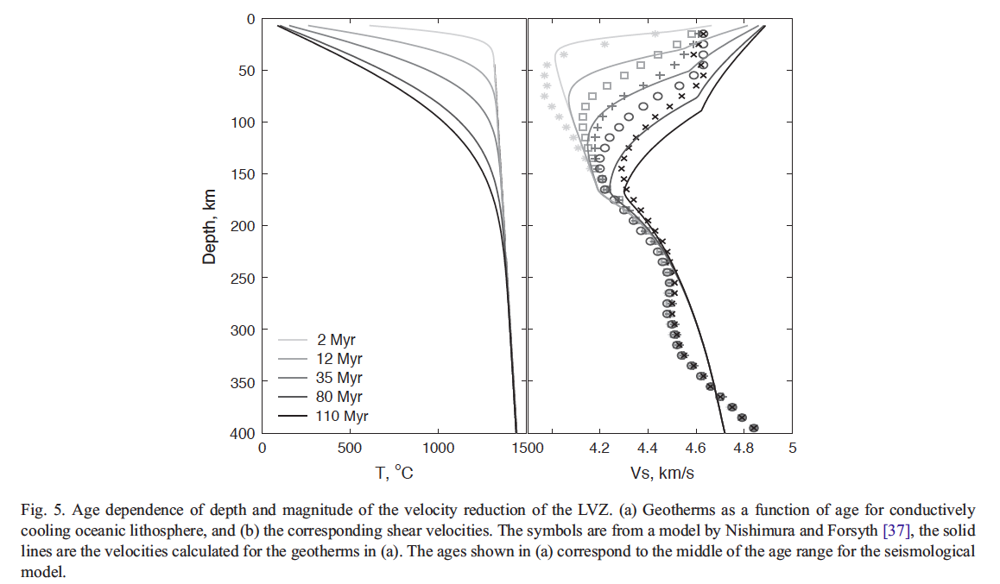 0
50
100
150
200
250
300
350
400
Depth, km
2 Myr
12 Myr
35 Myr
80 Myr
110 Myr
0
500
1000
1500
4.2
4.4
4.6
4.8
5
T, °C
Vs, km/s
Fig. 5. Age dependence of depth and magnitude of the velocity reduction of the LVZ. (a) Geotherms as a function of age for conductively
cooling oceanic lithosphere, and (b) the corresponding shear velocities. The symbols are from a model by Nishimura and Forsyth [37], the solid
lines are the velocities calculated for the geotherms in (a). The ages shown in (a) correspond to the middle of the age range for the seismological
model.